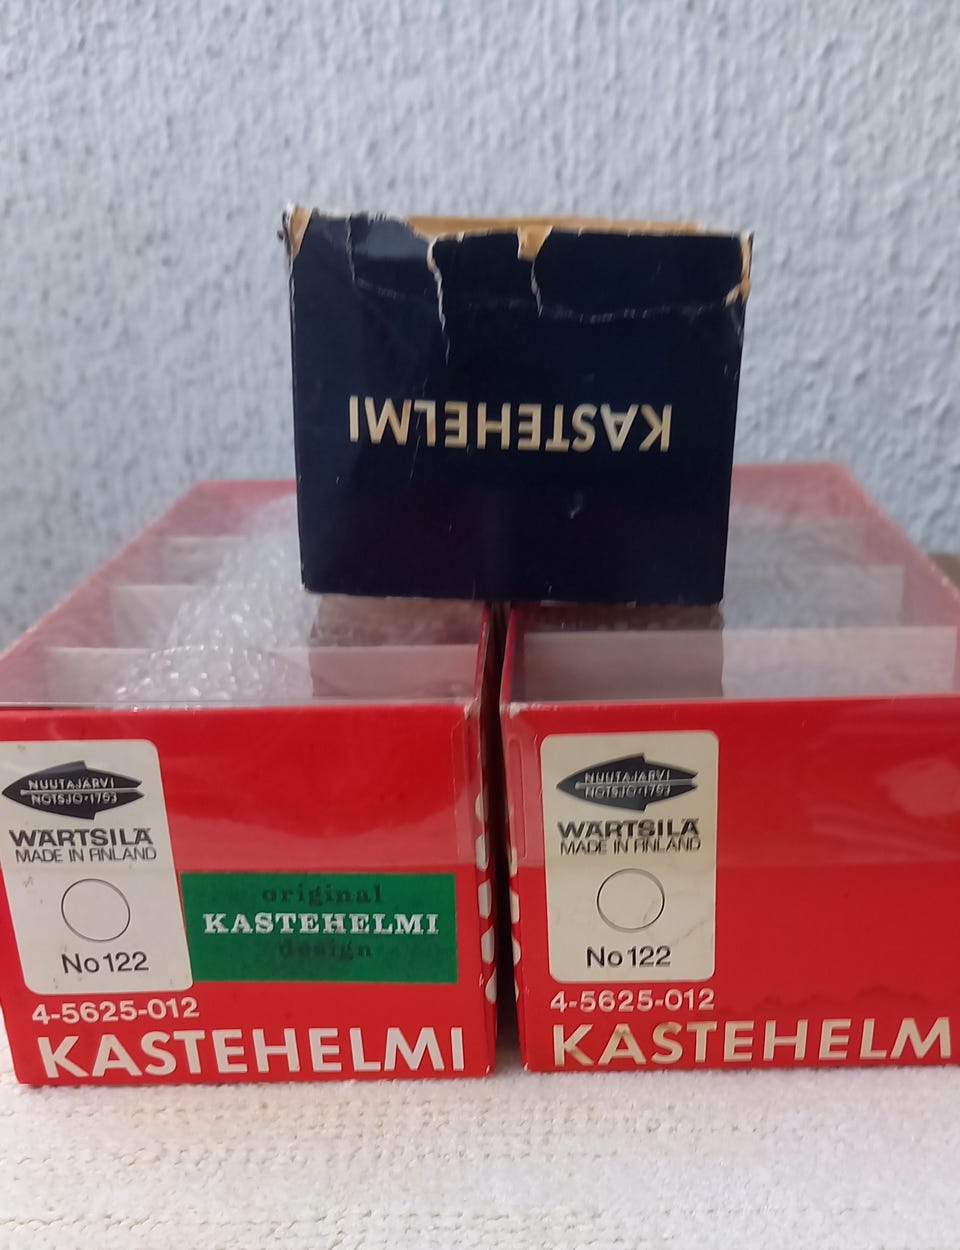 KASTEHELMI
NUUTAJÄRVI
NOTSJÖ·1793
WÄRTSILÄ
MADE IN FINLAND
No 122
original
KASTEHELMI
design
4-5625-012
KASTEHELMI
NUUTAJÄRVI
NOTSJÖ·1793
WÄRTSILÄ
MADE IN FINLAND
No 122
4-5625-012
KASTEHELM